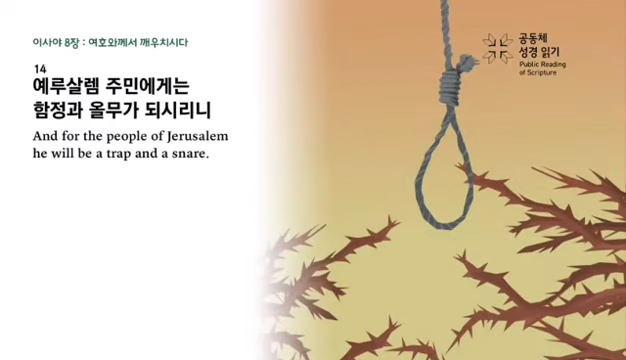 이사야 8장 : 여호와께서 깨우치시다
14
예루살렘 주민에게는
함정과 올무가 되시리니
And for the people of Jerusalem
he will be a trap and a snare.
공동체
성경 읽기
Public Reading
of Scripture